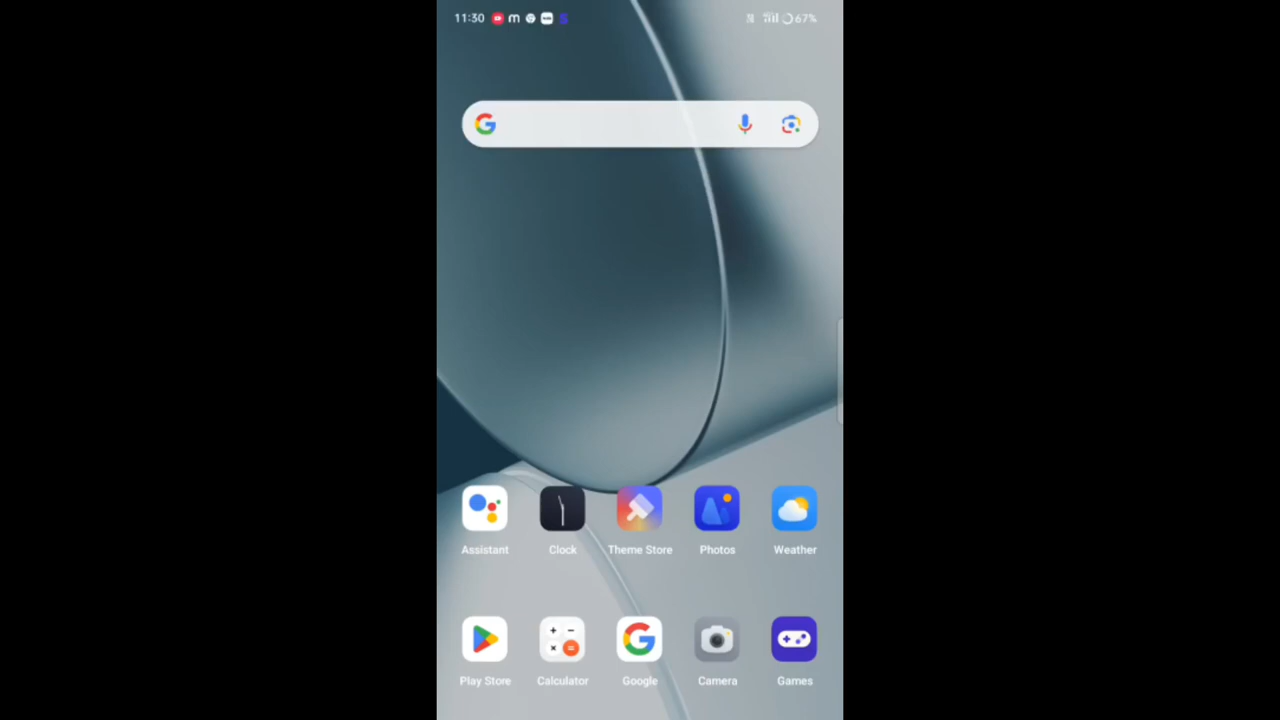 11:30 m 67%
Assistant Clock Theme Store Photos Weather
Play Store Calculator Google Camera Games